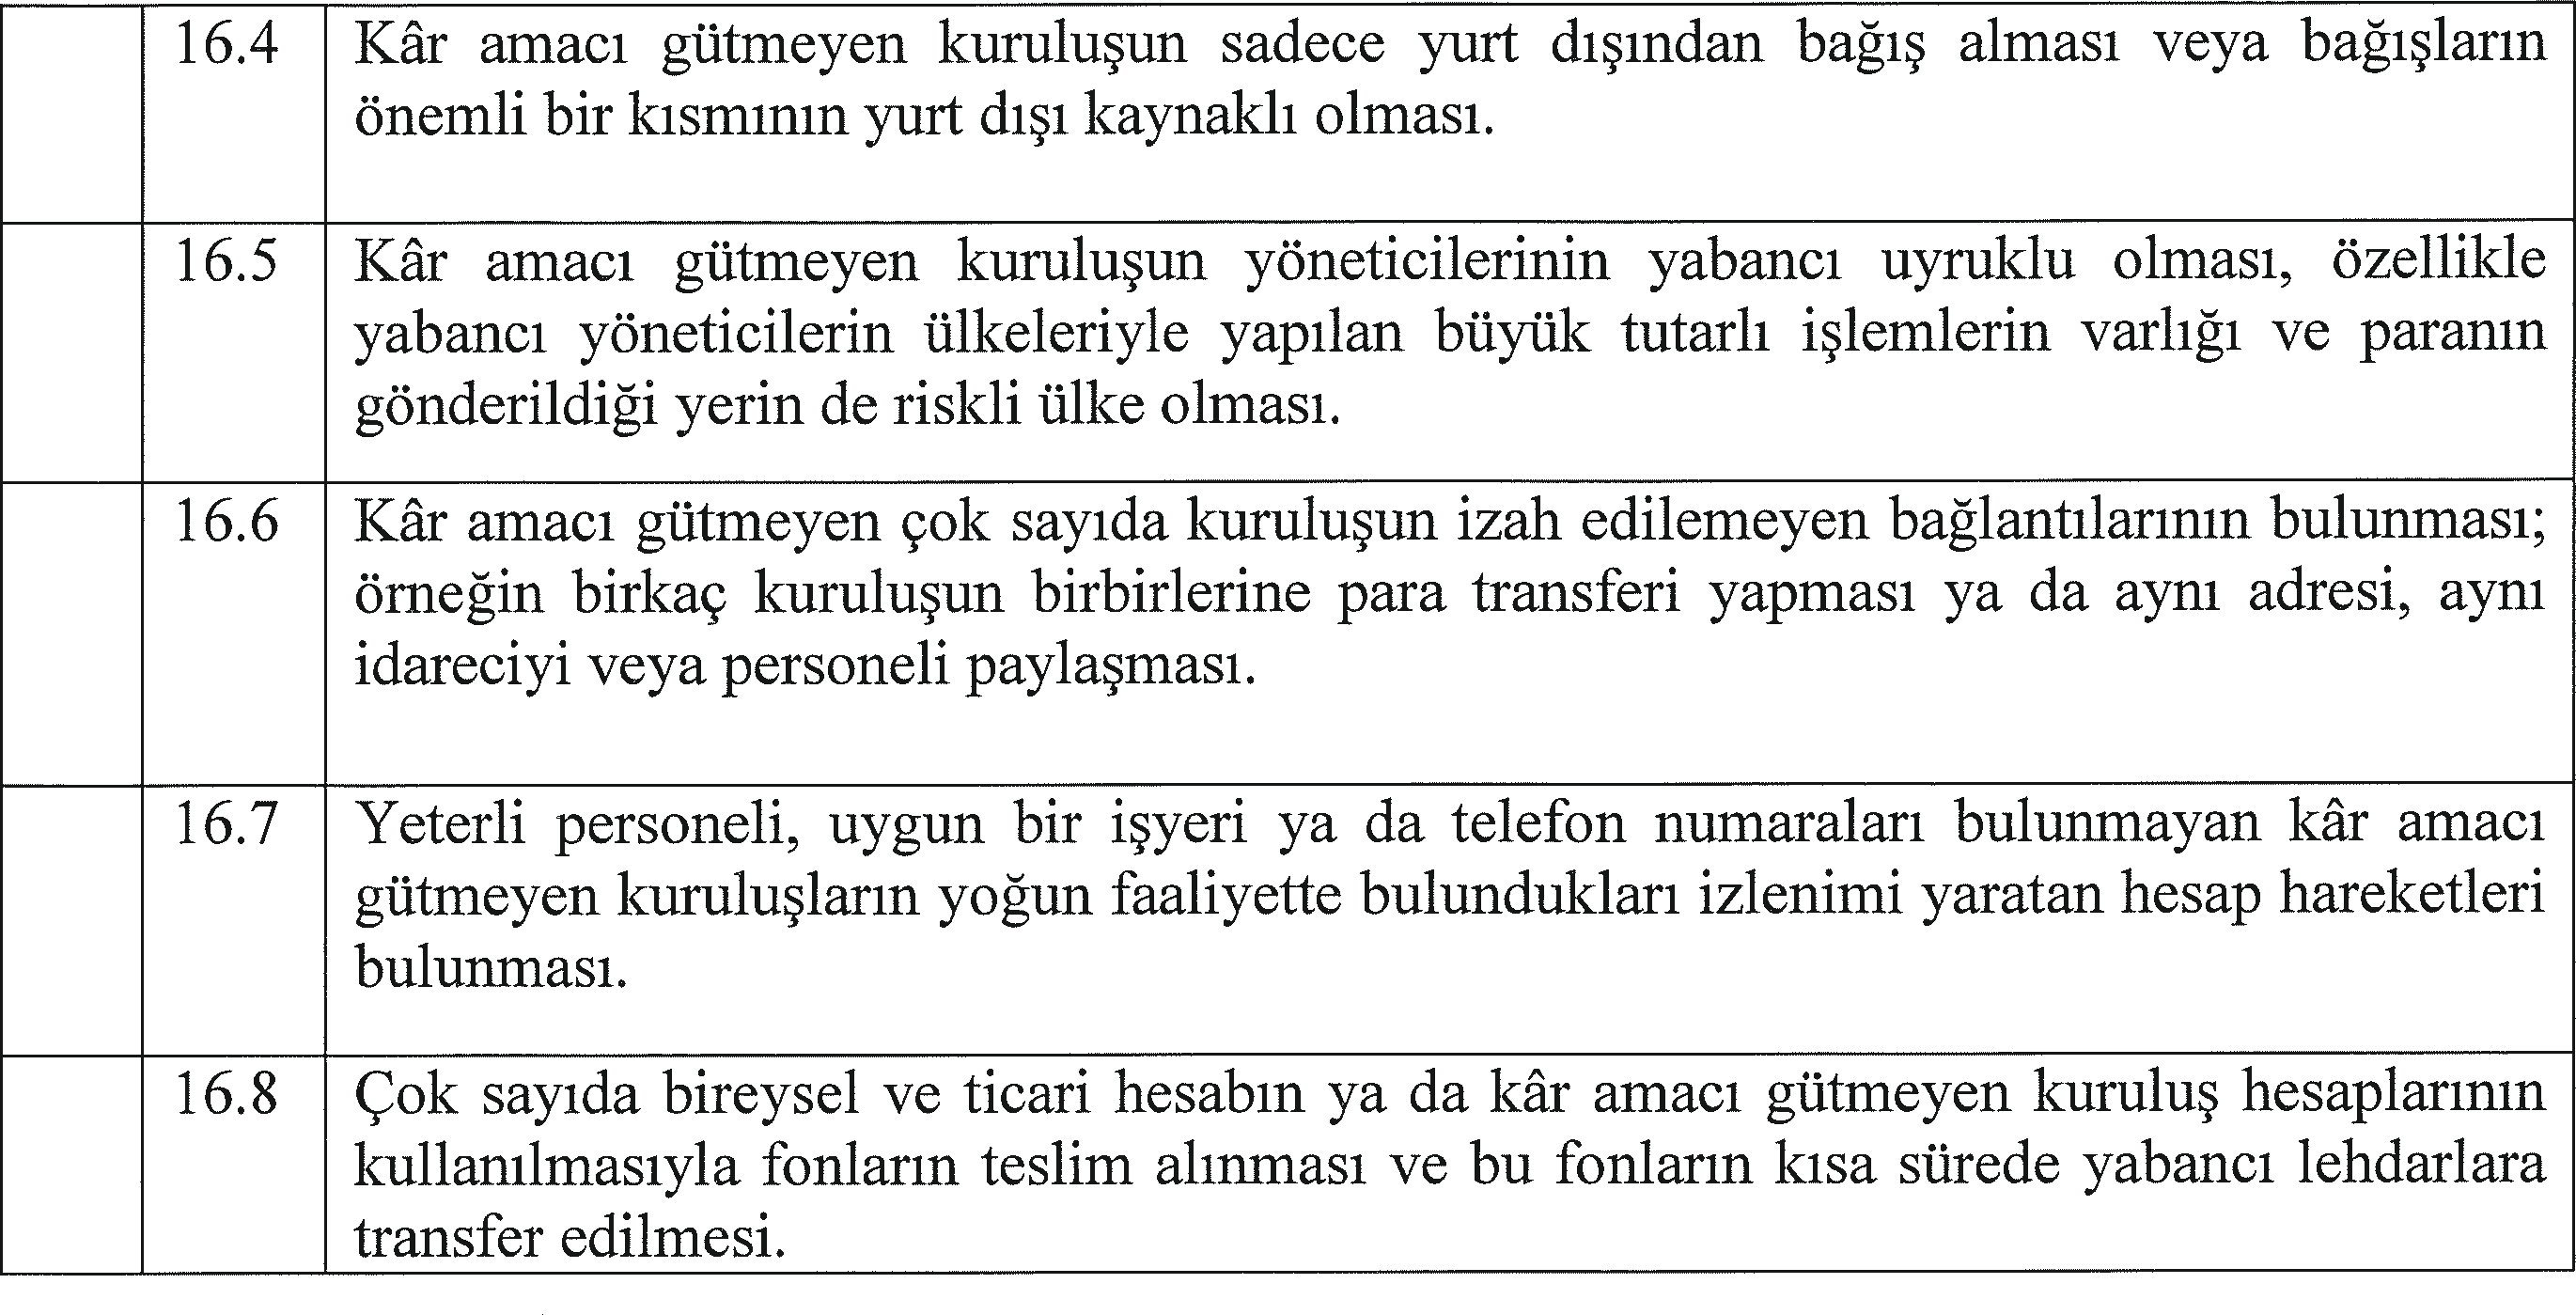 16.4 Kâr amacı gütmeyen kuruluşun sadece yurt dışından bağış alması veya bağışların
önemli bir kısmının yurt dışı kaynaklı olması.
16.5 Kâr amacı gütmeyen kuruluşun yöneticilerinin yabancı uyruklu olması, özellikle
yabancı yöneticilerin ülkeleriyle yapılan büyük tutarlı işlemlerin varlığı ve paranın
gönderildiği yerin de riskli ülke olması.
16.6 Kâr amacı gütmeyen çok sayıda kuruluşun izah edilemeyen bağlantılarının bulunması;
örneğin birkaç kuruluşun birbirlerine para transferi yapması ya da aynı adresi, aynı
idareciyi veya personeli paylaşması.
16.7 Yeterli personeli, uygun bir işyeri ya da telefon numaraları bulunmayan kâr amacı
gütmeyen kuruluşların yoğun faaliyette bulundukları izlenimi yaratan hesap hareketleri
bulunması.
16.8 Çok sayıda bireysel ve ticari hesabın ya da kâr amacı gütmeyen kuruluş hesaplarının
kullanılmasıyla fonların teslim alınması ve bu fonların kısa sürede yabancı lehdarlara
transfer edilmesi.